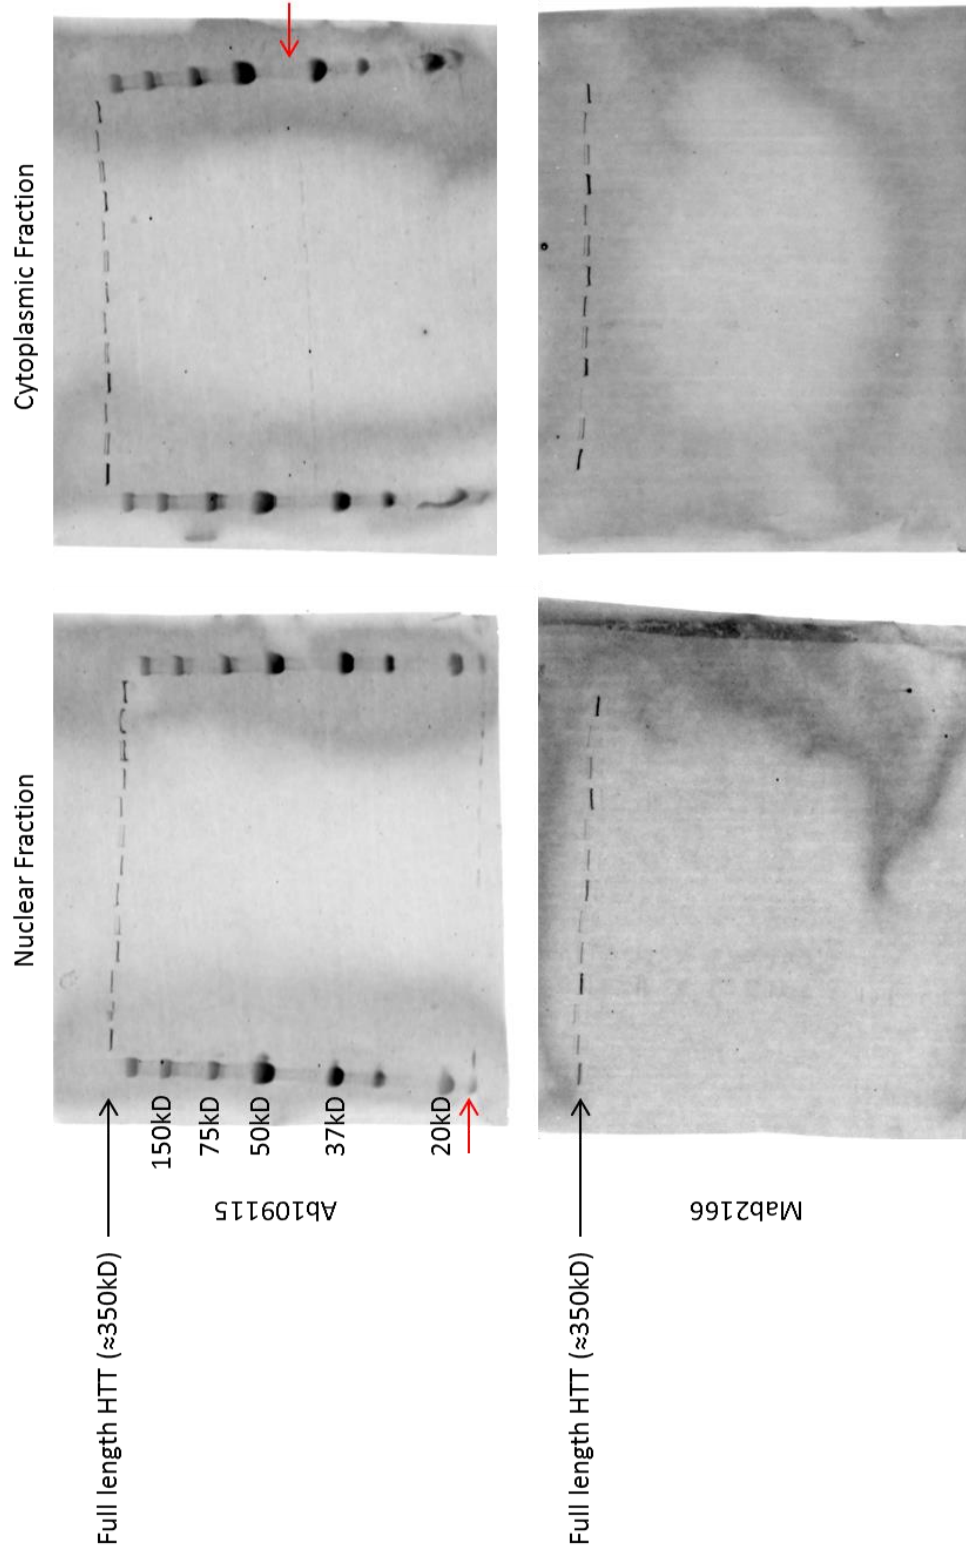 Nuclear Fraction
Cytoplasmic Fraction
Full length HTT (≈350kD)
150kD
75kD
50kD
37kD
20kD
Ab109115
Full length HTT (≈350kD)
Mab2166